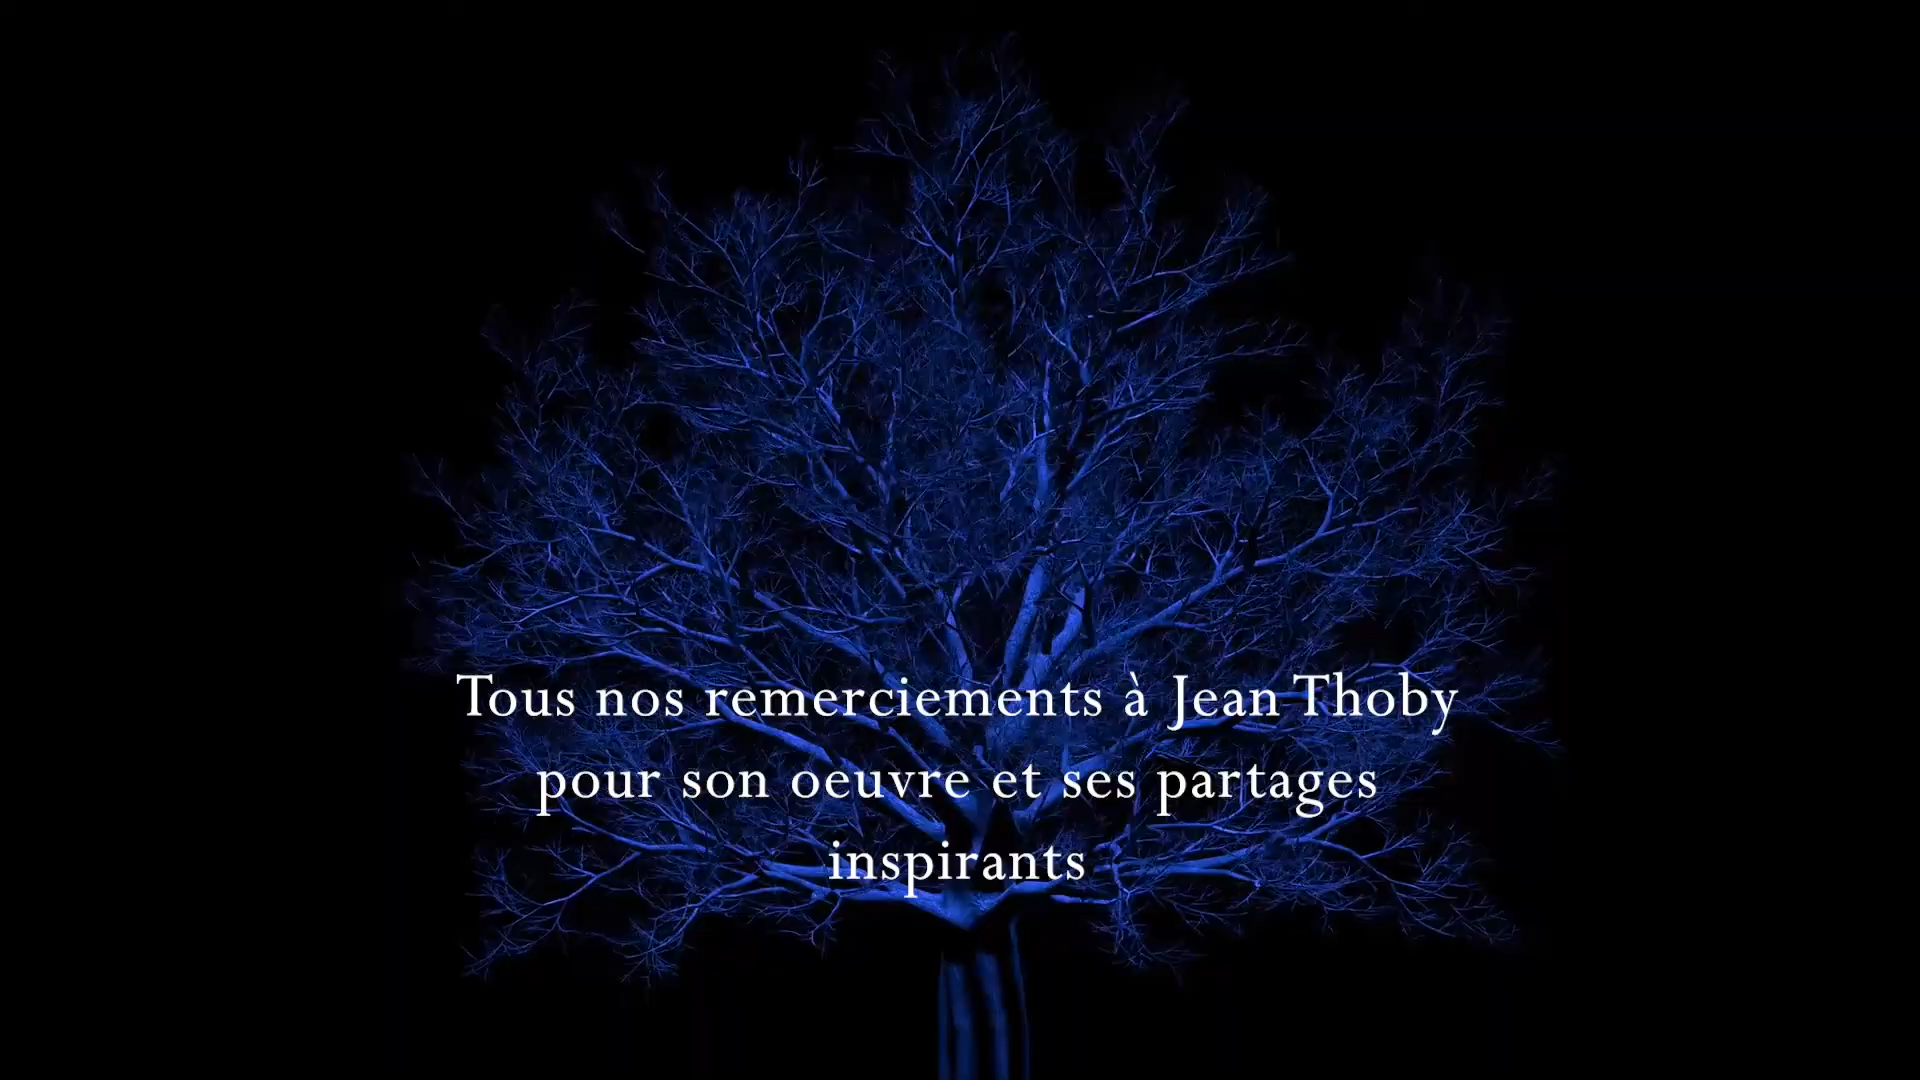 Tous nos remerciements à Jean Thoby
pour son oeuvre et ses partages
inspirants